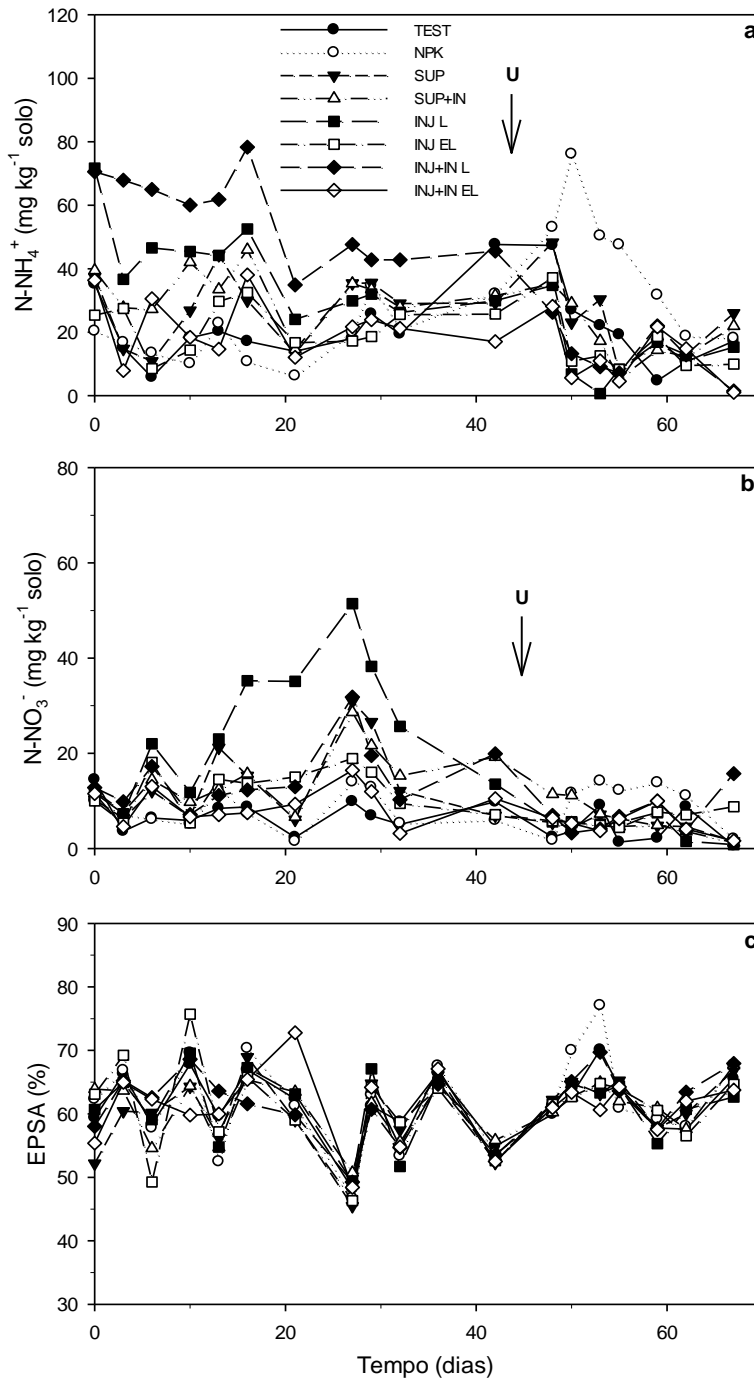 a
TEST
NPK
SUP
SUP+IN
INJ L
INJ EL
INJ+IN L
INJ+IN EL
U
N-NH₄⁺ (mg kg⁻¹ solo)
120
100
80
60
40
20
0
0 20 40 60
b
U
N-NO₃⁻ (mg kg⁻¹ solo)
80
60
40
20
0
0 20 40 60
c
EPSA (%)
90
80
70
60
50
40
30
0 20 40 60
Tempo (dias)